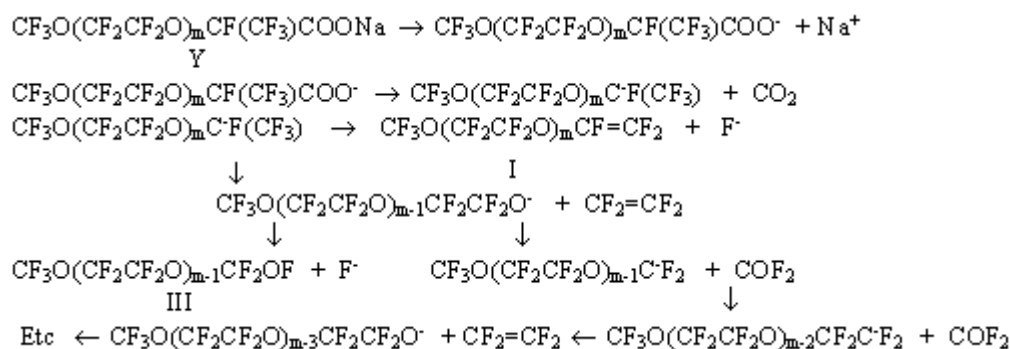 CF₃O(CF₂CF₂O)ₘCF(CF₃)COONa → CF₃O(CF₂CF₂O)ₘCF(CF₃)COO⁻ + Na⁺
Y
CF₃O(CF₂CF₂O)ₘCF(CF₃)COO⁻ → CF₃O(CF₂CF₂O)ₘC⁻F(CF₃) + CO₂
CF₃O(CF₂CF₂O)ₘC⁻F(CF₃) → CF₃O(CF₂CF₂O)ₘCF=CF₂ + F⁻
↓ I
CF₃O(CF₂CF₂O)ₘ₋₁CF₂CF₂O⁻ + CF₂=CF₂
↓ ↓
CF₃O(CF₂CF₂O)ₘ₋₁CF₂OF + F⁻ CF₃O(CF₂CF₂O)ₘ₋₁C⁻F₂ + COF₂
III ↓
Etc ← CF₃O(CF₂CF₂O)ₘ₋₃CF₂CF₂O⁻ + CF₂=CF₂ ← CF₃O(CF₂CF₂O)ₘ₋₂CF₂C⁻F₂ + COF₂